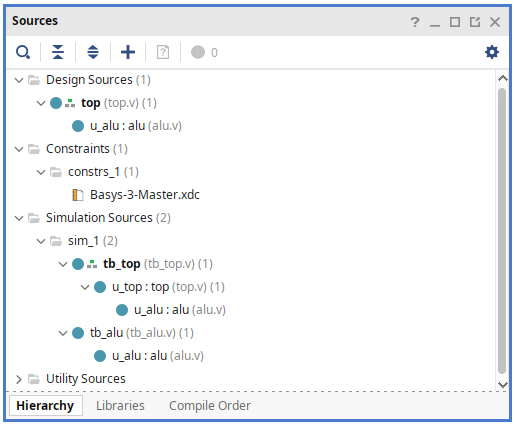 Sources
? _
0
Design Sources (1)
top (top.v) (1)
u_alu : alu (alu.v)
Constraints (1)
constrs_1 (1)
Basys-3-Master.xdc
Simulation Sources (2)
sim_1 (2)
tb_top (tb_top.v) (1)
u_top : top (top.v) (1)
u_alu : alu (alu.v)
tb_alu (tb_alu.v) (1)
u_alu : alu (alu.v)
Utility Sources
Hierarchy Libraries Compile Order